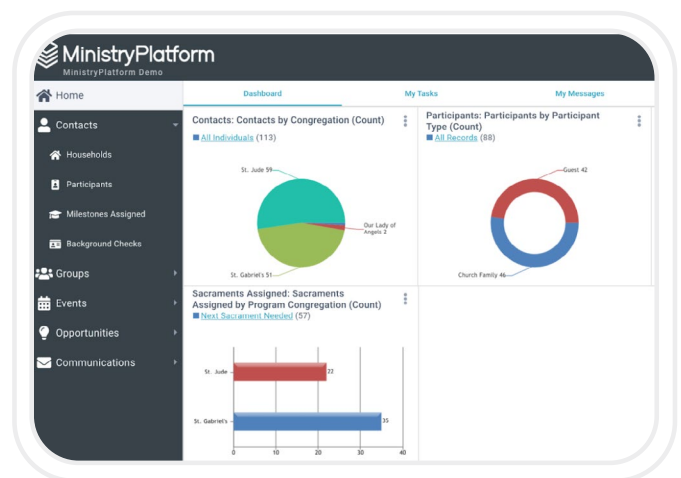 MinistryPlatform
MinistryPlatform Demo
Home
Contacts
Households
Participants
Milestones Assigned
Background Checks
Groups
Events
Opportunities
Communications
Dashboard
My Tasks
My Messages
Contacts: Contacts by Congregation (Count)
All Individuals (113)
St. Jude 59
Our Lady of
Angels 2
St. Gabriel's 51
Participants: Participants by Participant
Type (Count)
All Records (88)
Guest 42
Church Family 46
Sacraments Assigned: Sacraments
Assigned by Program Congregation (Count)
Next Sacrament Needed (57)
St. Jude 22
St. Gabriel's 35
0 10 20 30 40